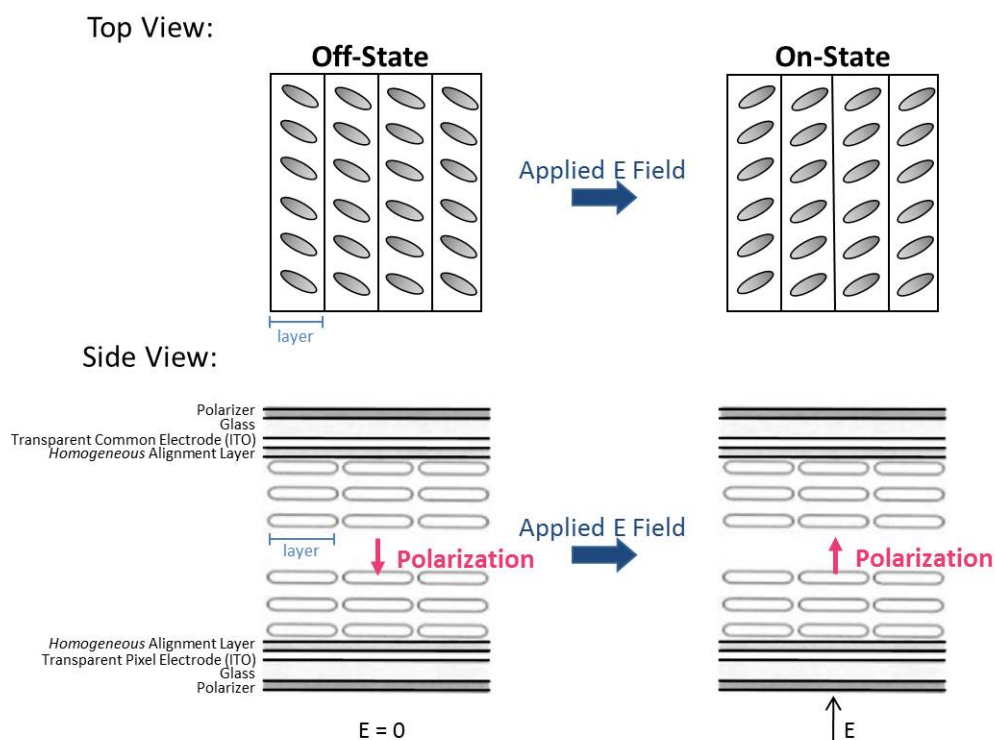 Top View:
Off-State
On-State
Applied E Field
layer
Side View:
Polarizer
Glass
Transparent Common Electrode (ITO)
Homogeneous Alignment Layer
layer
Polarization
Applied E Field
Polarization
Homogeneous Alignment Layer
Transparent Pixel Electrode (ITO)
Glass
Polarizer
E = 0
E